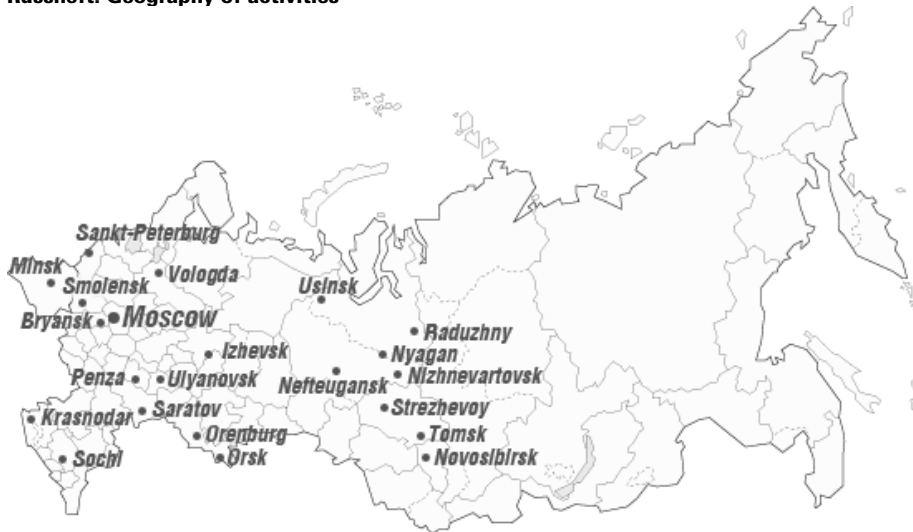 Russneft: Geography of activities
Sankt-Peterburg
Minsk
Vologda
Smolensk
Usinsk
Bryansk
Moscow
Raduzhny
Izhevsk
Nyagan
Penza
Ulyanovsk
Nefteugansk
Nizhnevartovsk
Krasnodar
Saratov
Strezhevoy
Orenburg
Tomsk
Sochi
Orsk
Novosibirsk